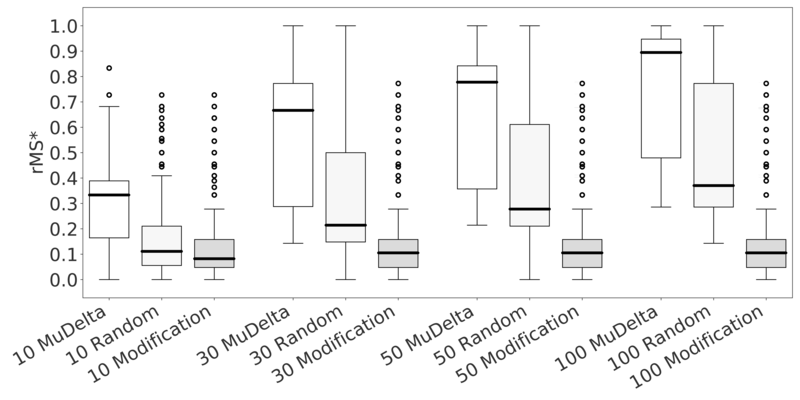 rMS*
1.0
0.9
0.8
0.7
0.6
0.5
0.4
0.3
0.2
0.1
0.0
10 MuDelta
10 Random
10 Modification
30 MuDelta
30 Random
30 Modification
50 MuDelta
50 Random
50 Modification
100 MuDelta
100 Random
100 Modification